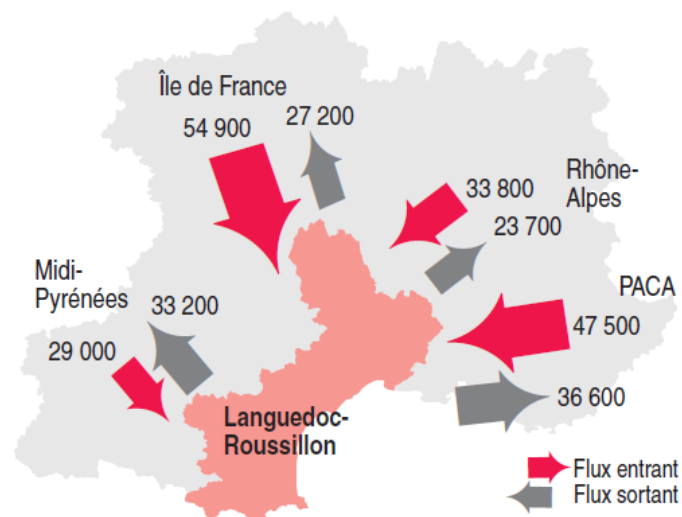 Île de France
54 900
27 200
Rhône-
Alpes
33 800
23 700
Midi-
Pyrénées
33 200
29 000
PACA
47 500
36 600
Languedoc-
Roussillon
Flux entrant
Flux sortant